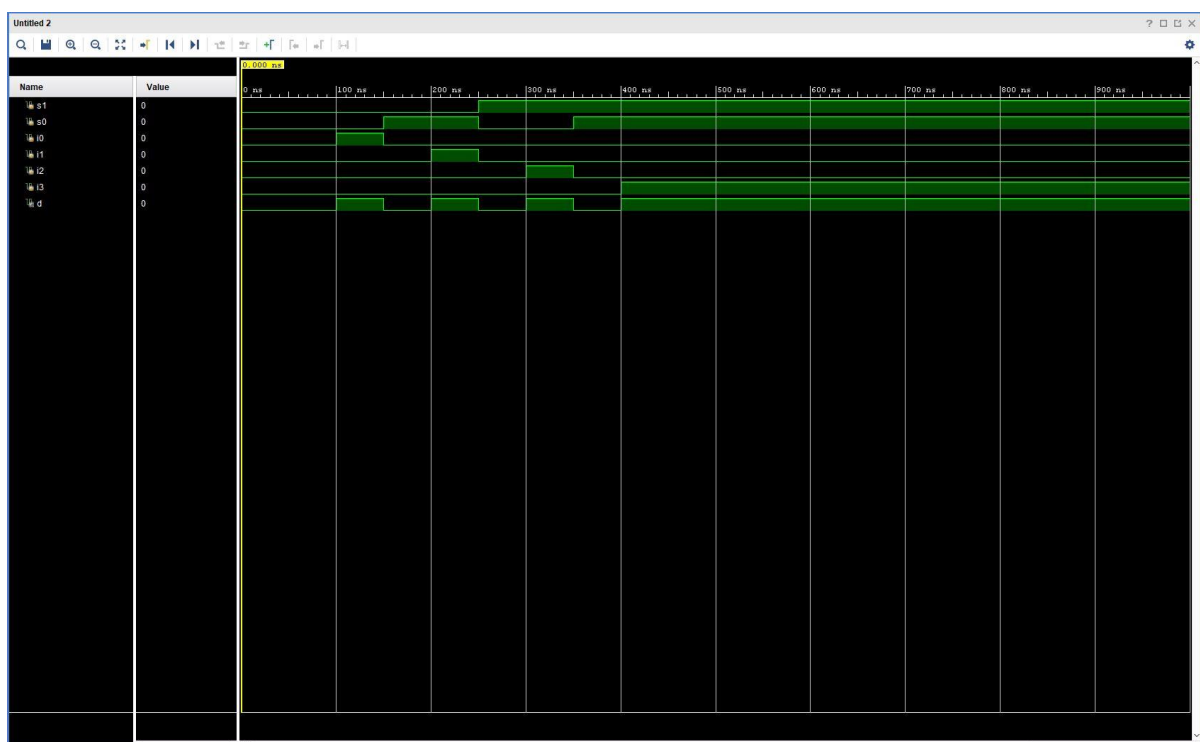 Untitled 2
0.000 ns
Name Value
0 ns 100 ns 200 ns 300 ns 400 ns 500 ns 600 ns 700 ns 800 ns 900 ns
s1 0
s0 0
i0 0
i1 0
i2 0
i3 0
d 0